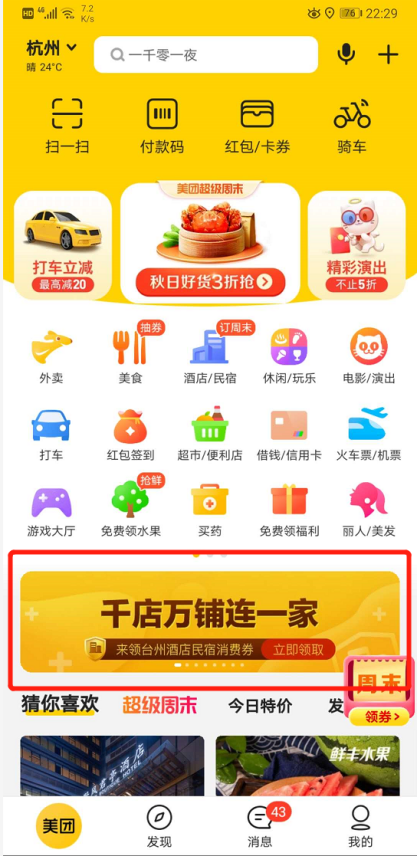 HD 4G 7.2 K/s 76 22:29
杭州
晴 24°C
一千零一夜
扫一扫 付款码 红包/卡券 骑车
美团超级周末
打车立减
最高减20
秋日好货3折抢
精彩演出
不止5折
抽券 订周末
外卖 美食 酒店/民宿 休闲/玩乐 电影/演出
打车 红包签到 超市/便利店 借钱/信用卡 火车票/机票
抢鲜
游戏大厅 免费领水果 买药 免费领福利 丽人/美发
千店万铺连一家
来领台州酒店民宿消费券 立即领取
周末
领券
猜你喜欢 超级周末 今日特价 发
鲜丰水果
美团
发现
43
消息
我的